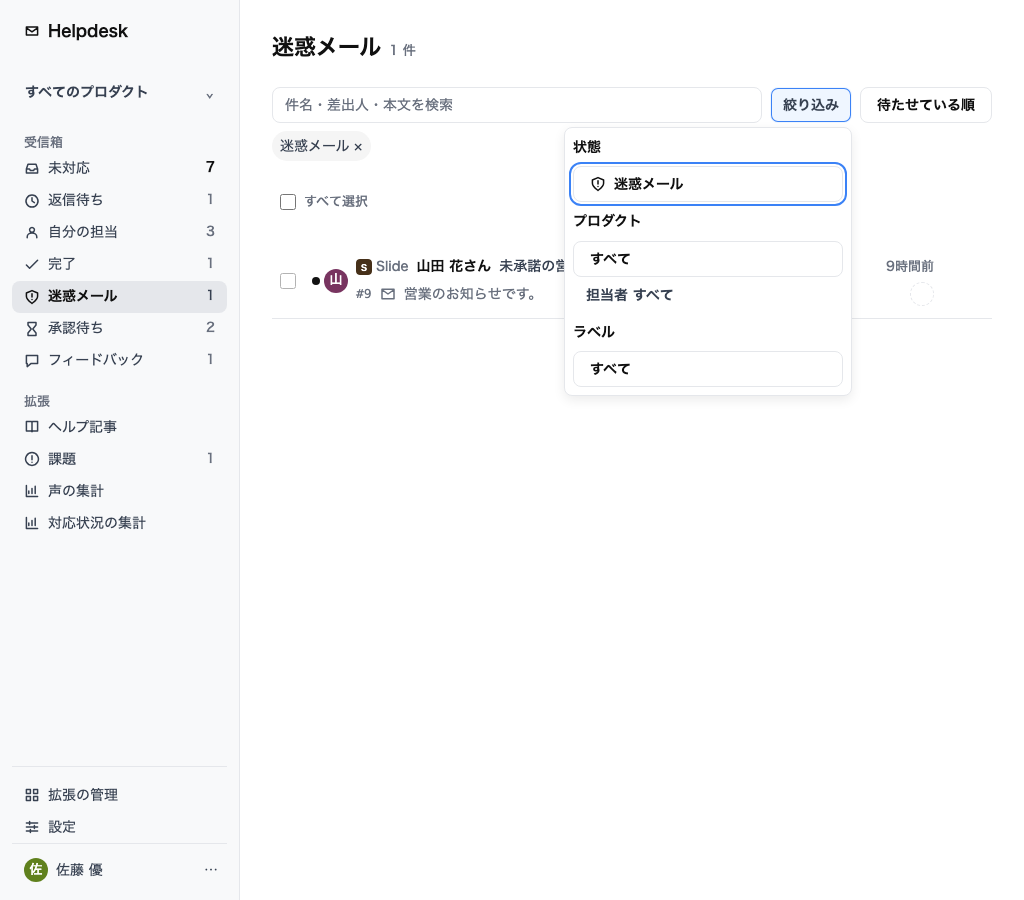 Helpdesk
すべてのプロダクト
受信箱
未対応 7
返信待ち 1
自分の担当 3
完了 1
迷惑メール 1
承認待ち 2
フィードバック 1
拡張
ヘルプ記事
課題 1
声の集計
対応状況の集計
拡張の管理
設定
佐 佐藤 優 …
迷惑メール 1 件
件名・差出人・本文を検索 絞り込み 待たせている順
迷惑メール ×
すべて選択
山 S Slide 山田 花さん 未承諾の営 9時間前
#9 営業のお知らせです。
状態
迷惑メール
プロダクト
すべて
担当者 すべて
ラベル
すべて